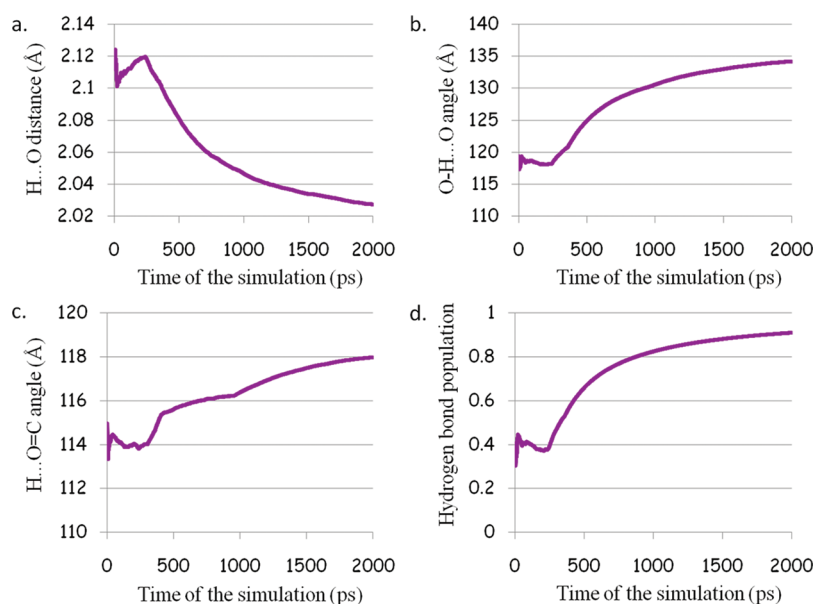 a.
H...O distance (Å)
2.14
2.12
2.1
2.08
2.06
2.04
2.02
0 500 1000 1500 2000
Time of the simulation (ps)
b.
O-H...O angle (Å)
140
135
130
125
120
115
110
0 500 1000 1500 2000
Time of the simulation (ps)
c.
H...O=C angle (Å)
120
118
116
114
112
110
0 500 1000 1500 2000
Time of the simulation (ps)
d.
Hydrogen bond population
1
0.8
0.6
0.4
0.2
0
0 500 1000 1500 2000
Time of the simulation (ps)